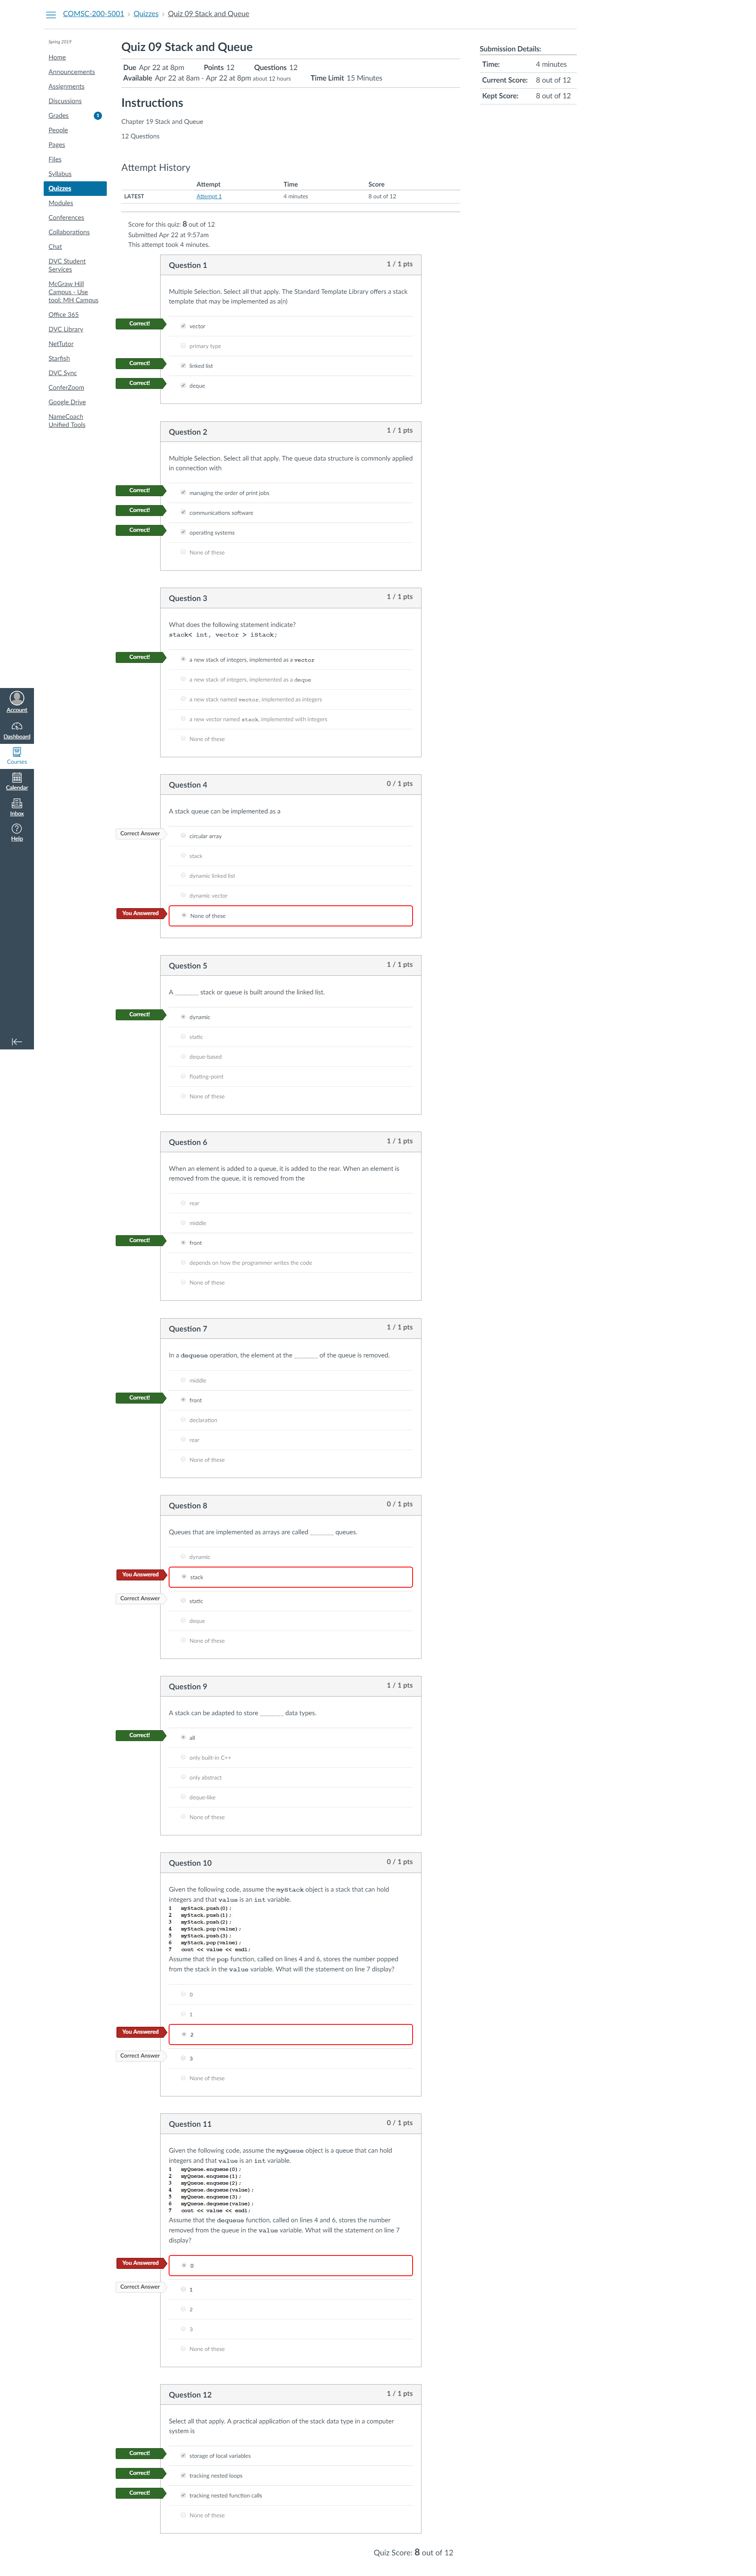 COMSC-200-5001 › Quizzes › Quiz 09 Stack and Queue
Spring 2019
Home
Announcements
Assignments
Discussions
Grades
People
Pages
Files
Syllabus
Quizzes
Modules
Conferences
Collaborations
Chat
DVC Student
Services
McGraw Hill
Campus - Use
tool: MH Campus
Office 365
DVC Library
NetTutor
Starfish
DVC Sync
ConferZoom
Google Drive
NameCoach
Unified Tools
Account
Dashboard
Courses
Calendar
Inbox
Help
Quiz 09 Stack and Queue
Due Apr 22 at 8pm Points 12 Questions 12
Available Apr 22 at 8am - Apr 22 at 8pm about 12 hours Time Limit 15 Minutes
Instructions
Chapter 19 Stack and Queue
12 Questions
Attempt History
Attempt Time Score
LATEST Attempt 1 4 minutes 8 out of 12
Submission Details:
Time: 4 minutes
Current Score: 8 out of 12
Kept Score: 8 out of 12
Score for this quiz: 8 out of 12
Submitted Apr 22 at 9:57am
This attempt took 4 minutes.
Question 1 1 / 1 pts
Multiple Selection. Select all that apply. The Standard Template Library offers a stack
template that may be implemented as a(n)
Correct! vector
primary type
Correct! linked list
Correct! deque
Question 2 1 / 1 pts
Multiple Selection. Select all that apply. The queue data structure is commonly applied
in connection with
Correct! managing the order of print jobs
Correct! communications software
Correct! operating systems
None of these
Question 3 1 / 1 pts
What does the following statement indicate?
stack< int, vector > iStack;
Correct! a new stack of integers, implemented as a vector
a new stack of integers, implemented as a deque
a new stack named vector, implemented as integers
a new vector named stack, implemented with integers
None of these
Question 4 0 / 1 pts
A stack queue can be implemented as a
Correct Answer circular array
stack
dynamic linked list
dynamic vector
You Answered None of these
Question 5 1 / 1 pts
A ________ stack or queue is built around the linked list.
Correct! dynamic
static
deque-based
floating-point
None of these
Question 6 1 / 1 pts
When an element is added to a queue, it is added to the rear. When an element is
removed from the queue, it is removed from the
rear
middle
Correct! front
depends on how the programmer writes the code
None of these
Question 7 1 / 1 pts
In a dequeue operation, the element at the ________ of the queue is removed.
middle
Correct! front
declaration
rear
None of these
Question 8 0 / 1 pts
Queues that are implemented as arrays are called ________ queues.
dynamic
You Answered stack
Correct Answer static
deque
None of these
Question 9 1 / 1 pts
A stack can be adapted to store ________ data types.
Correct! all
only built-in C++
only abstract
deque-like
None of these
Question 10 0 / 1 pts
Given the following code, assume the myStack object is a stack that can hold
integers and that value is an int variable.
1 myStack.push(0);
2 myStack.push(1);
3 myStack.push(2);
4 myStack.pop(value);
5 myStack.push(3);
6 myStack.pop(value);
7 cout << value << endl;
Assume that the pop function, called on lines 4 and 6, stores the number popped
from the stack in the value variable. What will the statement on line 7 display?
0
1
You Answered 2
Correct Answer 3
None of these
Question 11 0 / 1 pts
Given the following code, assume the myQueue object is a queue that can hold
integers and that value is an int variable.
1 myQueue.enqueue(0);
2 myQueue.enqueue(1);
3 myQueue.enqueue(2);
4 myQueue.dequeue(value);
5 myQueue.enqueue(3);
6 myQueue.dequeue(value);
7 cout << value << endl;
Assume that the dequeue function, called on lines 4 and 6, stores the number
removed from the queue in the value variable. What will the statement on line 7
display?
You Answered 0
Correct Answer 1
2
3
None of these
Question 12 1 / 1 pts
Select all that apply. A practical application of the stack data type in a computer
system is
Correct! storage of local variables
Correct! tracking nested loops
Correct! tracking nested function calls
None of these
Quiz Score: 8 out of 12